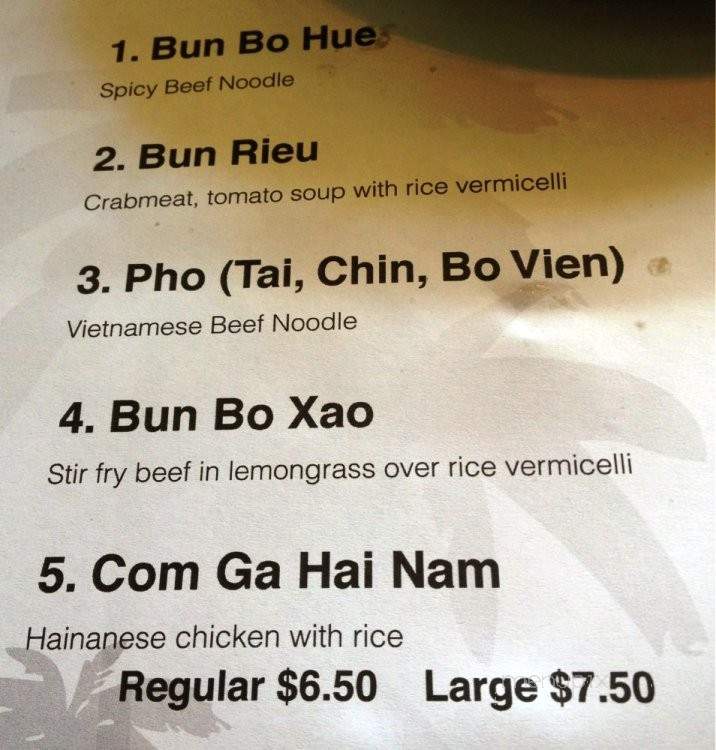 1. Bun Bo Hue
Spicy Beef Noodle
2. Bun Rieu
Crabmeat, tomato soup with rice vermicelli
3. Pho (Tai, Chin, Bo Vien)
Vietnamese Beef Noodle
4. Bun Bo Xao
Stir fry beef in lemongrass over rice vermicelli
5. Com Ga Hai Nam
Hainanese chicken with rice
Regular $6.50 Large $7.50